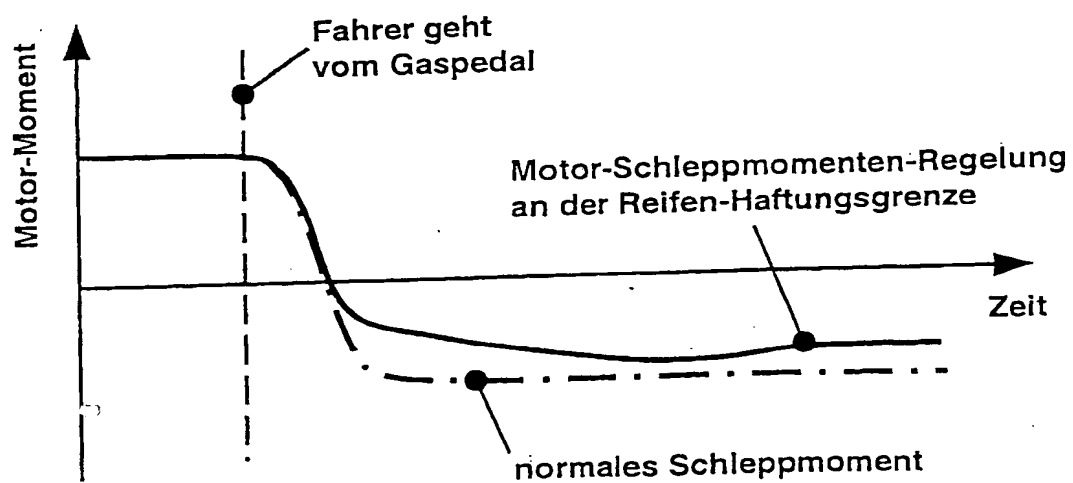 Fahrer geht
vom Gaspedal
Motor-Moment
Motor-Schleppmomenten-Regelung
an der Reifen-Haftungsgrenze
Zeit
normales Schleppmoment